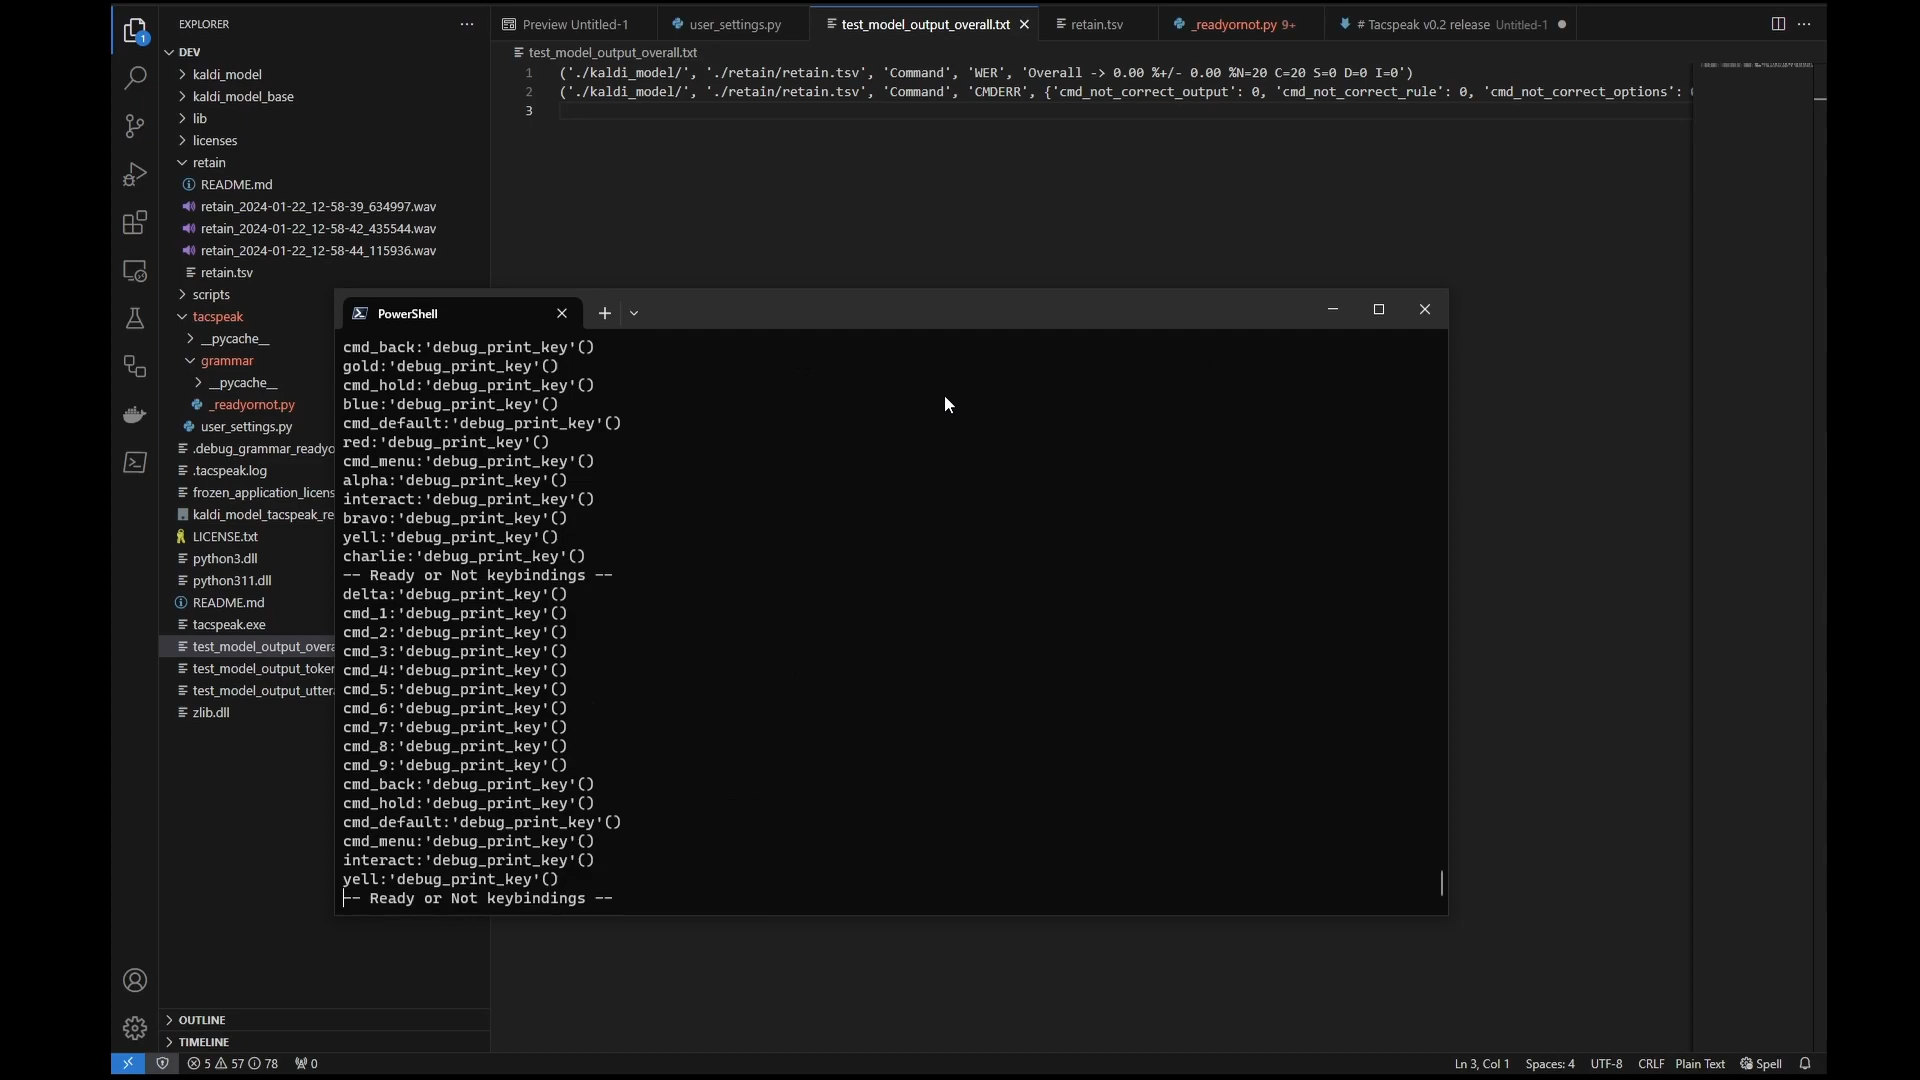 EXPLORER
DEV
kaldi_model
kaldi_model_base
lib
licenses
retain
README.md
retain_2024-01-22_12-58-39_634997.wav
retain_2024-01-22_12-58-42_435544.wav
retain_2024-01-22_12-58-44_115936.wav
retain.tsv
scripts
tacspeak
__pycache__
grammar
__pycache__
_readyornot.py
user_settings.py
.debug_grammar_readyo
.tacspeak.log
frozen_application_licens
kaldi_model_tacspeak_re
LICENSE.txt
python3.dll
python311.dll
README.md
tacspeak.exe
test_model_output_overa
test_model_output_token
test_model_output_uttera
zlib.dll
OUTLINE
TIMELINE
1
Preview Untitled-1
user_settings.py
test_model_output_overall.txt
retain.tsv
_readyornot.py 9+
# Tacspeak v0.2 release Untitled-1
test_model_output_overall.txt
1 ('./kaldi_model/', './retain/retain.tsv', 'Command', 'WER', 'Overall -> 0.00 %+/- 0.00 %N=20 C=20 S=0 D=0 I=0')
2 ('./kaldi_model/', './retain/retain.tsv', 'Command', 'CMDERR', {'cmd_not_correct_output': 0, 'cmd_not_correct_rule': 0, 'cmd_not_correct_options': 0
3
PowerShell
cmd_back:'debug_print_key'()
gold:'debug_print_key'()
cmd_hold:'debug_print_key'()
blue:'debug_print_key'()
cmd_default:'debug_print_key'()
red:'debug_print_key'()
cmd_menu:'debug_print_key'()
alpha:'debug_print_key'()
interact:'debug_print_key'()
bravo:'debug_print_key'()
yell:'debug_print_key'()
charlie:'debug_print_key'()
-- Ready or Not keybindings --
delta:'debug_print_key'()
cmd_1:'debug_print_key'()
cmd_2:'debug_print_key'()
cmd_3:'debug_print_key'()
cmd_4:'debug_print_key'()
cmd_5:'debug_print_key'()
cmd_6:'debug_print_key'()
cmd_7:'debug_print_key'()
cmd_8:'debug_print_key'()
cmd_9:'debug_print_key'()
cmd_back:'debug_print_key'()
cmd_hold:'debug_print_key'()
cmd_default:'debug_print_key'()
cmd_menu:'debug_print_key'()
interact:'debug_print_key'()
yell:'debug_print_key'()
-- Ready or Not keybindings --
5 57 78 0
Ln 3, Col 1 Spaces: 4 UTF-8 CRLF Plain Text Spell